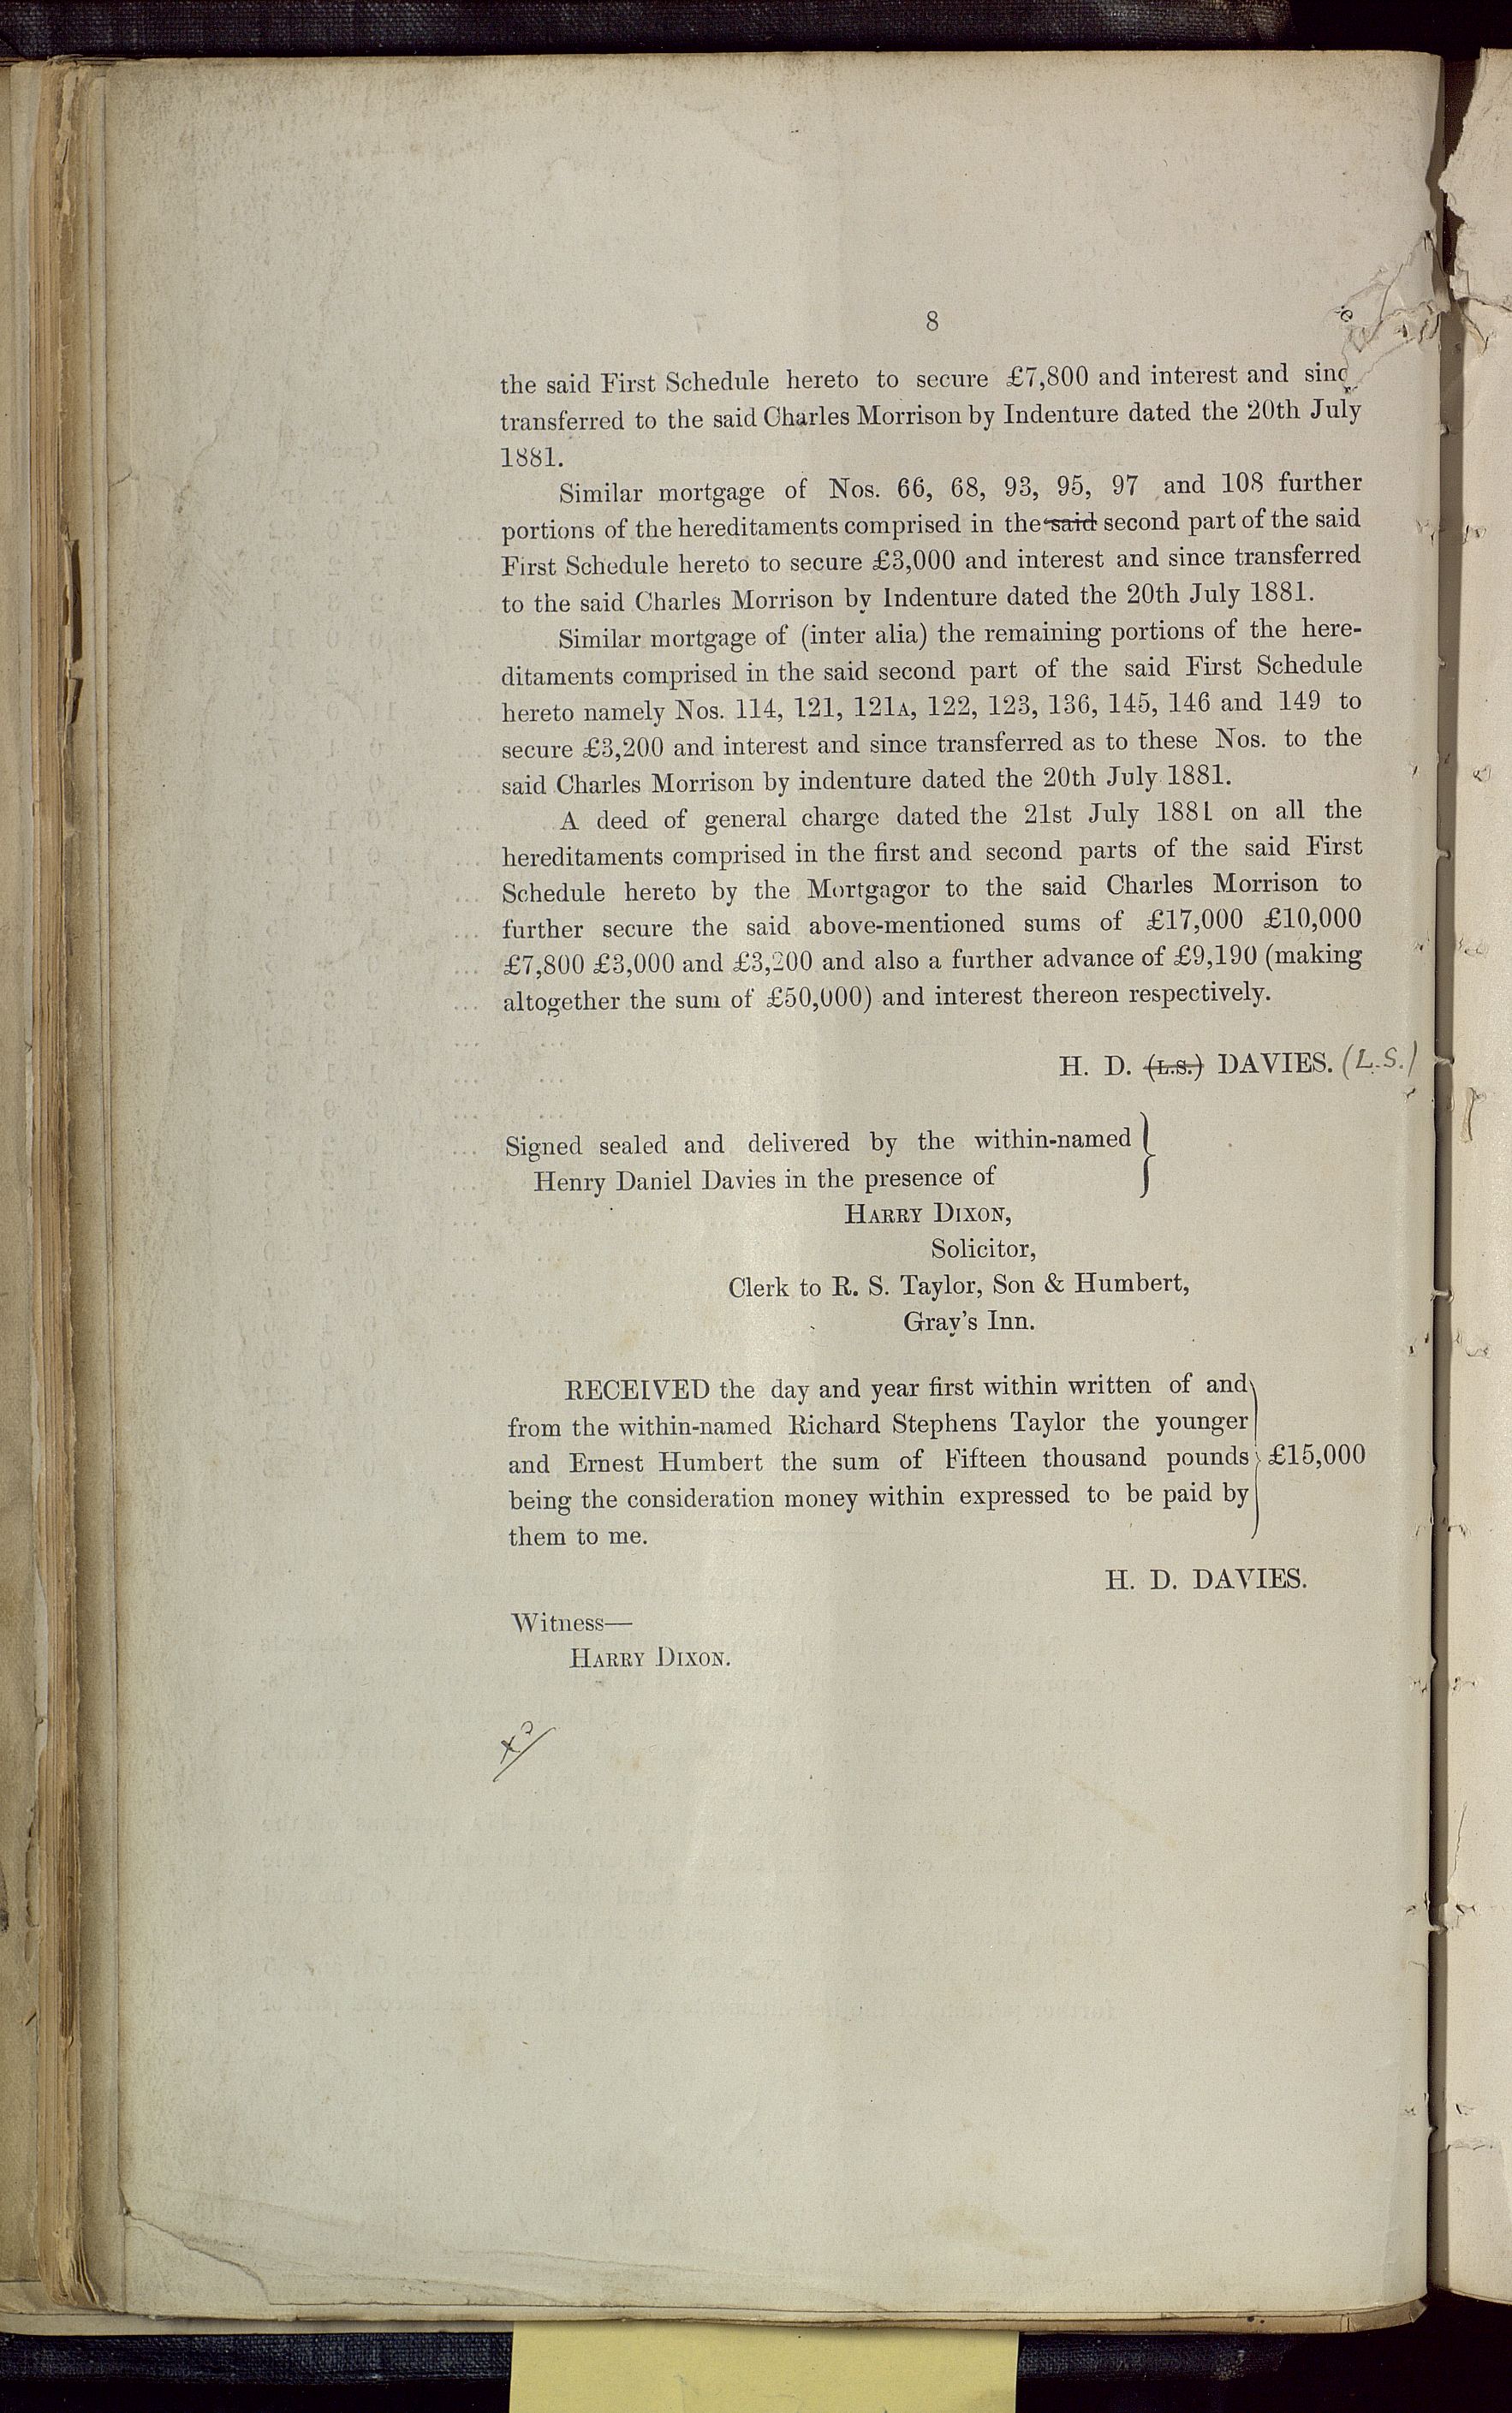 8
the said First Schedule hereto to secure £7,800 and interest and sinc
transferred to the said Charles Morrison by Indenture dated the 20th July
1881.
Similar mortgage of Nos. 66, 68, 93, 95, 97 and 108 further
portions of the hereditaments comprised in the said second part of the said
First Schedule hereto to secure £3,000 and interest and since transferred
to the said Charles Morrison by Indenture dated the 20th July 1881.
Similar mortgage of (inter alia) the remaining portions of the here-
ditaments comprised in the said second part of the said First Schedule
hereto namely Nos. 114, 121, 121A, 122, 123, 136, 145, 146 and 149 to
secure £3,200 and interest and since transferred as to these Nos. to the
said Charles Morrison by indenture dated the 20th July 1881.
A deed of general charge dated the 21st July 1881 on all the
hereditaments comprised in the first and second parts of the said First
Schedule hereto by the Mortgagor to the said Charles Morrison to
further secure the said above-mentioned sums of £17,000 £10,000
£7,800 £3,000 and £3,200 and also a further advance of £9,190 (making
altogether the sum of £50,000) and interest thereon respectively.
H. D. (L.S.) DAVIES. (L.S.)
Signed sealed and delivered by the within-named
Henry Daniel Davies in the presence of
HARRY DIXON,
Solicitor,
Clerk to R. S. Taylor, Son & Humbert,
Gray's Inn.
RECEIVED the day and year first within written of and
from the within-named Richard Stephens Taylor the younger
and Ernest Humbert the sum of Fifteen thousand pounds £15,000
being the consideration money within expressed to be paid by
them to me.
H. D. DAVIES.
Witness—
HARRY DIXON.